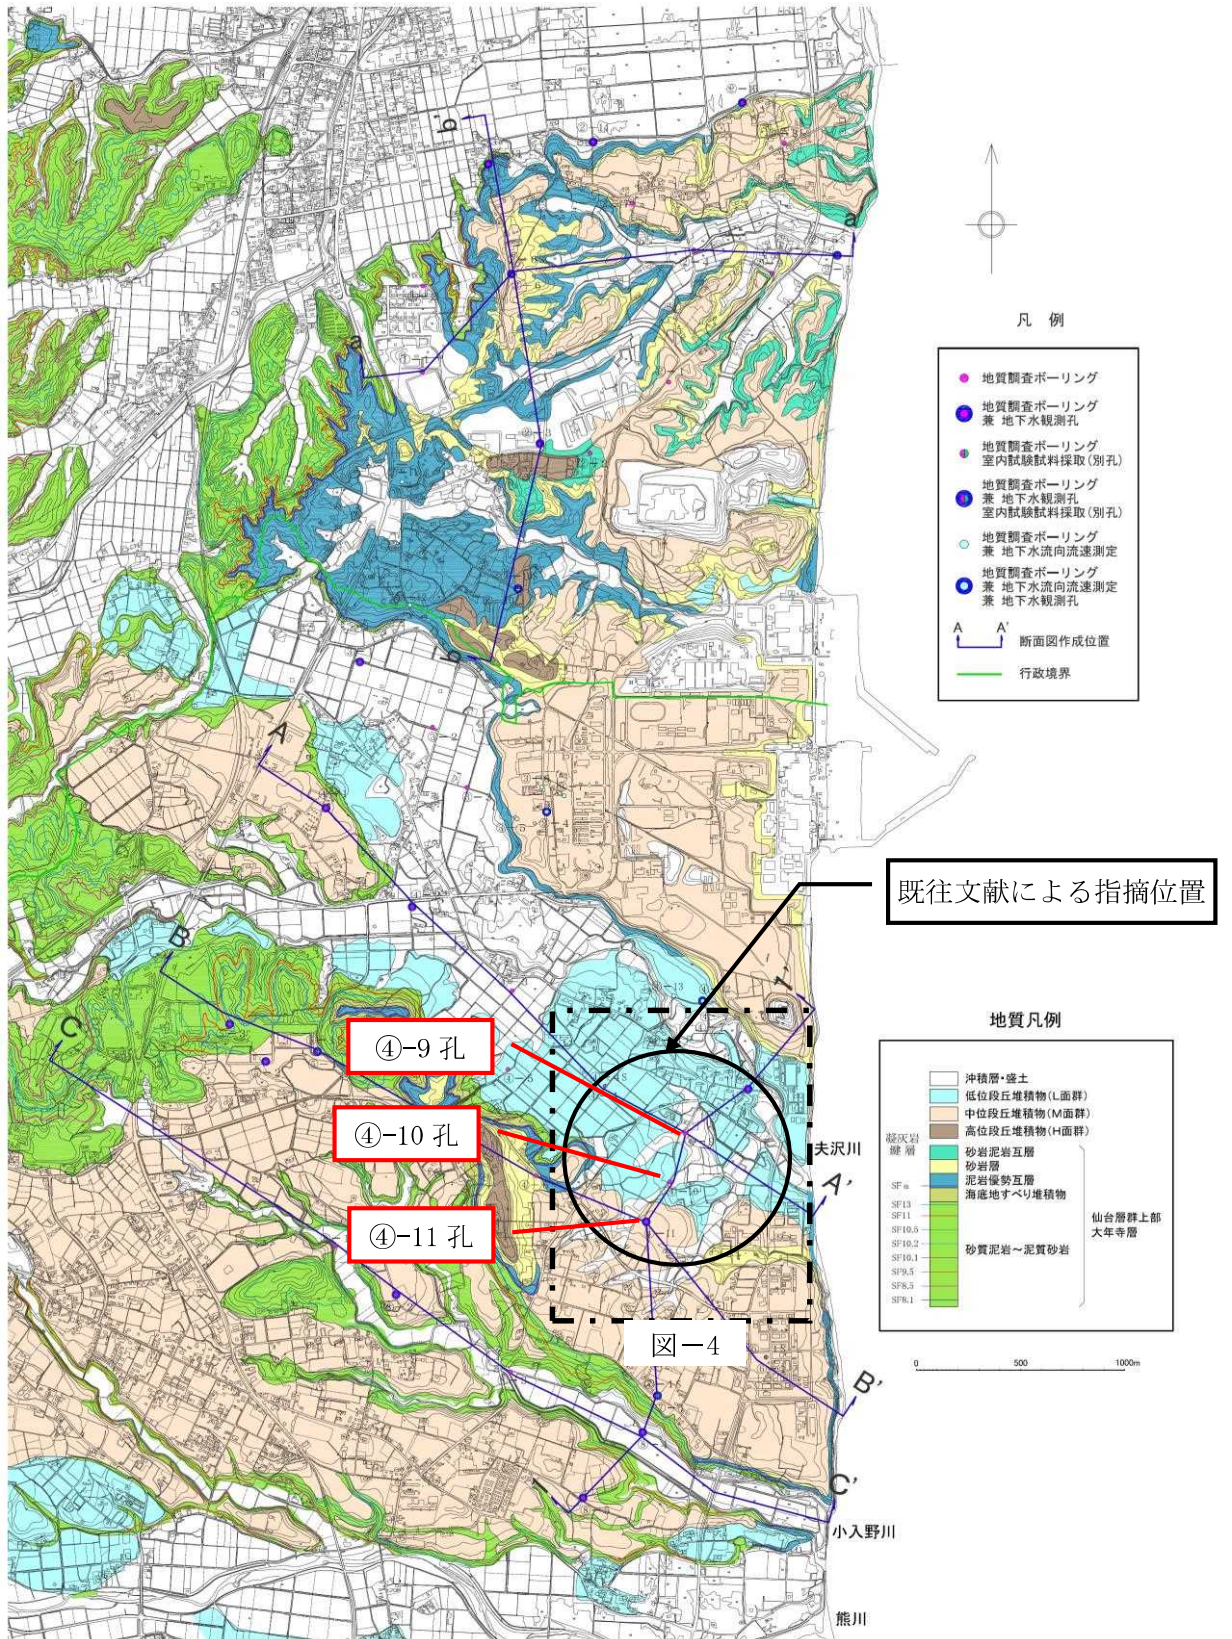 b'
a'
a
b
凡 例
地質調査ボーリング
地質調査ボーリング
兼 地下水観測孔
地質調査ボーリング
室内試験試料採取(別孔)
地質調査ボーリング
兼 地下水観測孔
室内試験試料採取(別孔)
地質調査ボーリング
兼 地下水流向流速測定
地質調査ボーリング
兼 地下水流向流速測定
兼 地下水観測孔
A A'
断面図作成位置
行政境界
A
B
C
既往文献による指摘位置
1'
④-9 孔
④-10 孔
④-11 孔
夫沢川
A'
図－4
B'
C'
1
小入野川
熊川
地質凡例
沖積層・盛土
低位段丘堆積物(L面群)
中位段丘堆積物(M面群)
高位段丘堆積物(H面群)
凝灰岩
鍵 層
砂岩泥岩互層
砂岩層
泥岩優勢互層
海底地すべり堆積物
砂質泥岩～泥質砂岩
SFα
SF13
SF11
SF10.5
SF10.2
SF10.1
SF9.5
SF8.5
SF8.1
仙台層群上部
大年寺層
0 500 1000m